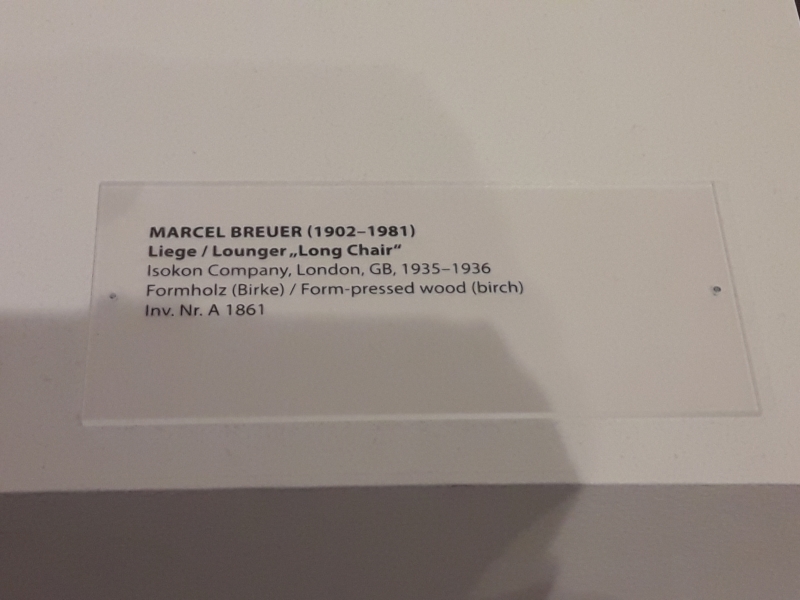 MARCEL BREUER (1902–1981)
Liege / Lounger „Long Chair“
Isokon Company, London, GB, 1935–1936
Formholz (Birke) / Form-pressed wood (birch)
Inv. Nr. A 1861